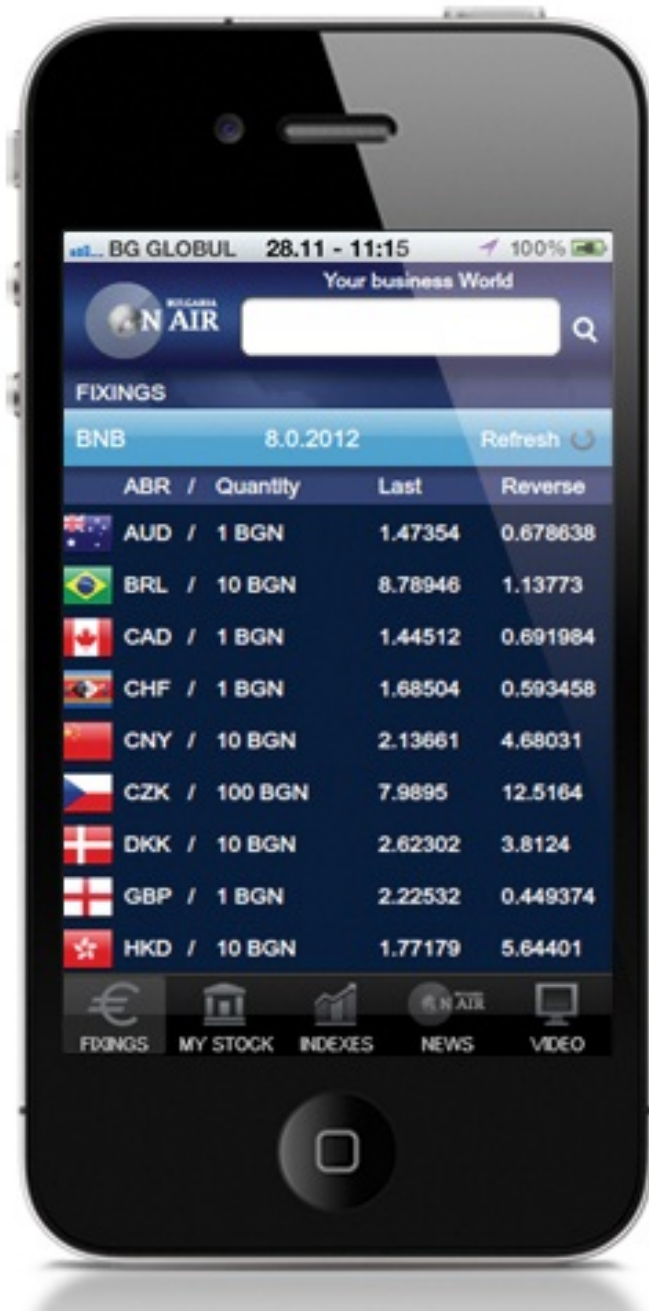 BG GLOBUL 28.11 - 11:15 100%
Your business World
BULGARIA
N AIR
FIXINGS
BNB 8.0.2012 Refresh
ABR / Quantity Last Reverse
AUD / 1 BGN 1.47354 0.678638
BRL / 10 BGN 8.78946 1.13773
CAD / 1 BGN 1.44512 0.691984
CHF / 1 BGN 1.68504 0.593458
CNY / 10 BGN 2.13661 4.68031
CZK / 100 BGN 7.9895 12.5164
DKK / 10 BGN 2.62302 3.8124
GBP / 1 BGN 2.22532 0.449374
HKD / 10 BGN 1.77179 5.64401
N AIR
FIXINGS MY STOCK INDEXES NEWS VIDEO